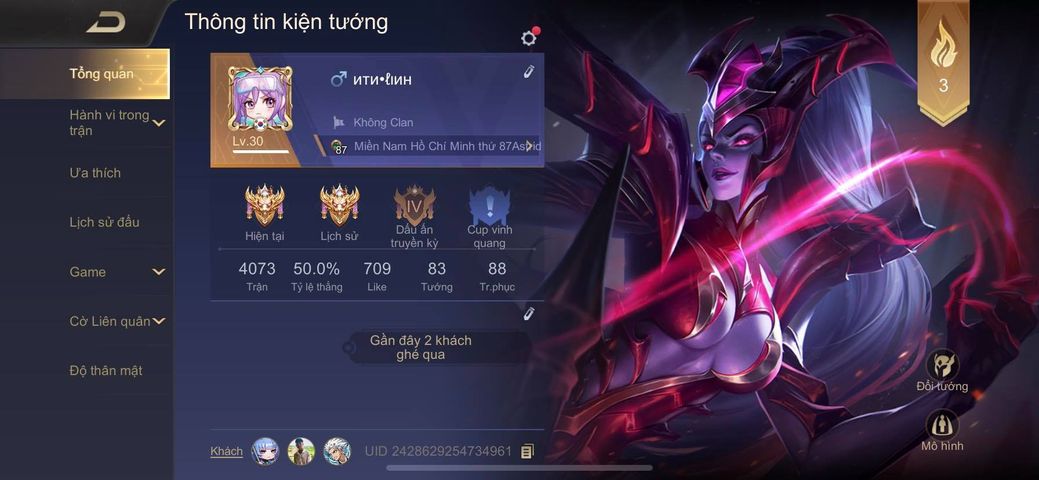 Thông tin kiện tướng
3
Tổng quan
Hành vi trong
trận
Ưa thích
Lịch sử đấu
Game
Cờ Liên quân
Độ thân mật
ити•ℓιин
Không Clan
Lv.30
87
Miền Nam Hồ Chí Minh thứ 87Astrid
IV
Hiện tại
Lịch sử
Dấu ấn
truyền kỳ
Cúp vinh
quang
4073
50.0%
709
83
88
Trận
Tỷ lệ thắng
Like
Tướng
Tr.phục
Gần đây 2 khách
ghé qua
Đổi tướng
Mô hình
Khách
UID 2428629254734961